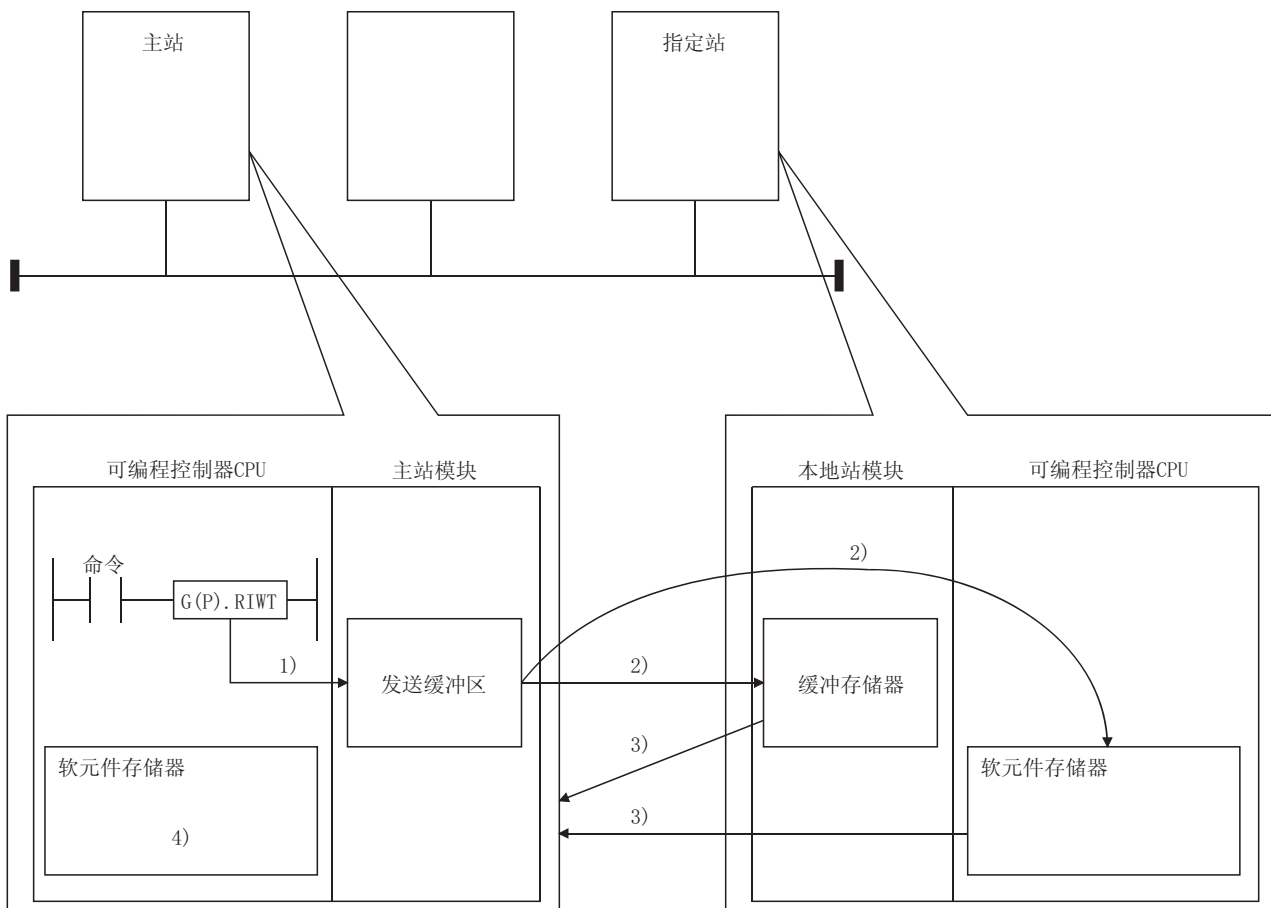 主站
指定站
可编程控制器CPU
主站模块
本地站模块
可编程控制器CPU
命令
G(P).RIWT
1)
发送缓冲区
2)
2)
缓冲存储器
3)
3)
软元件存储器
4)
软元件存储器